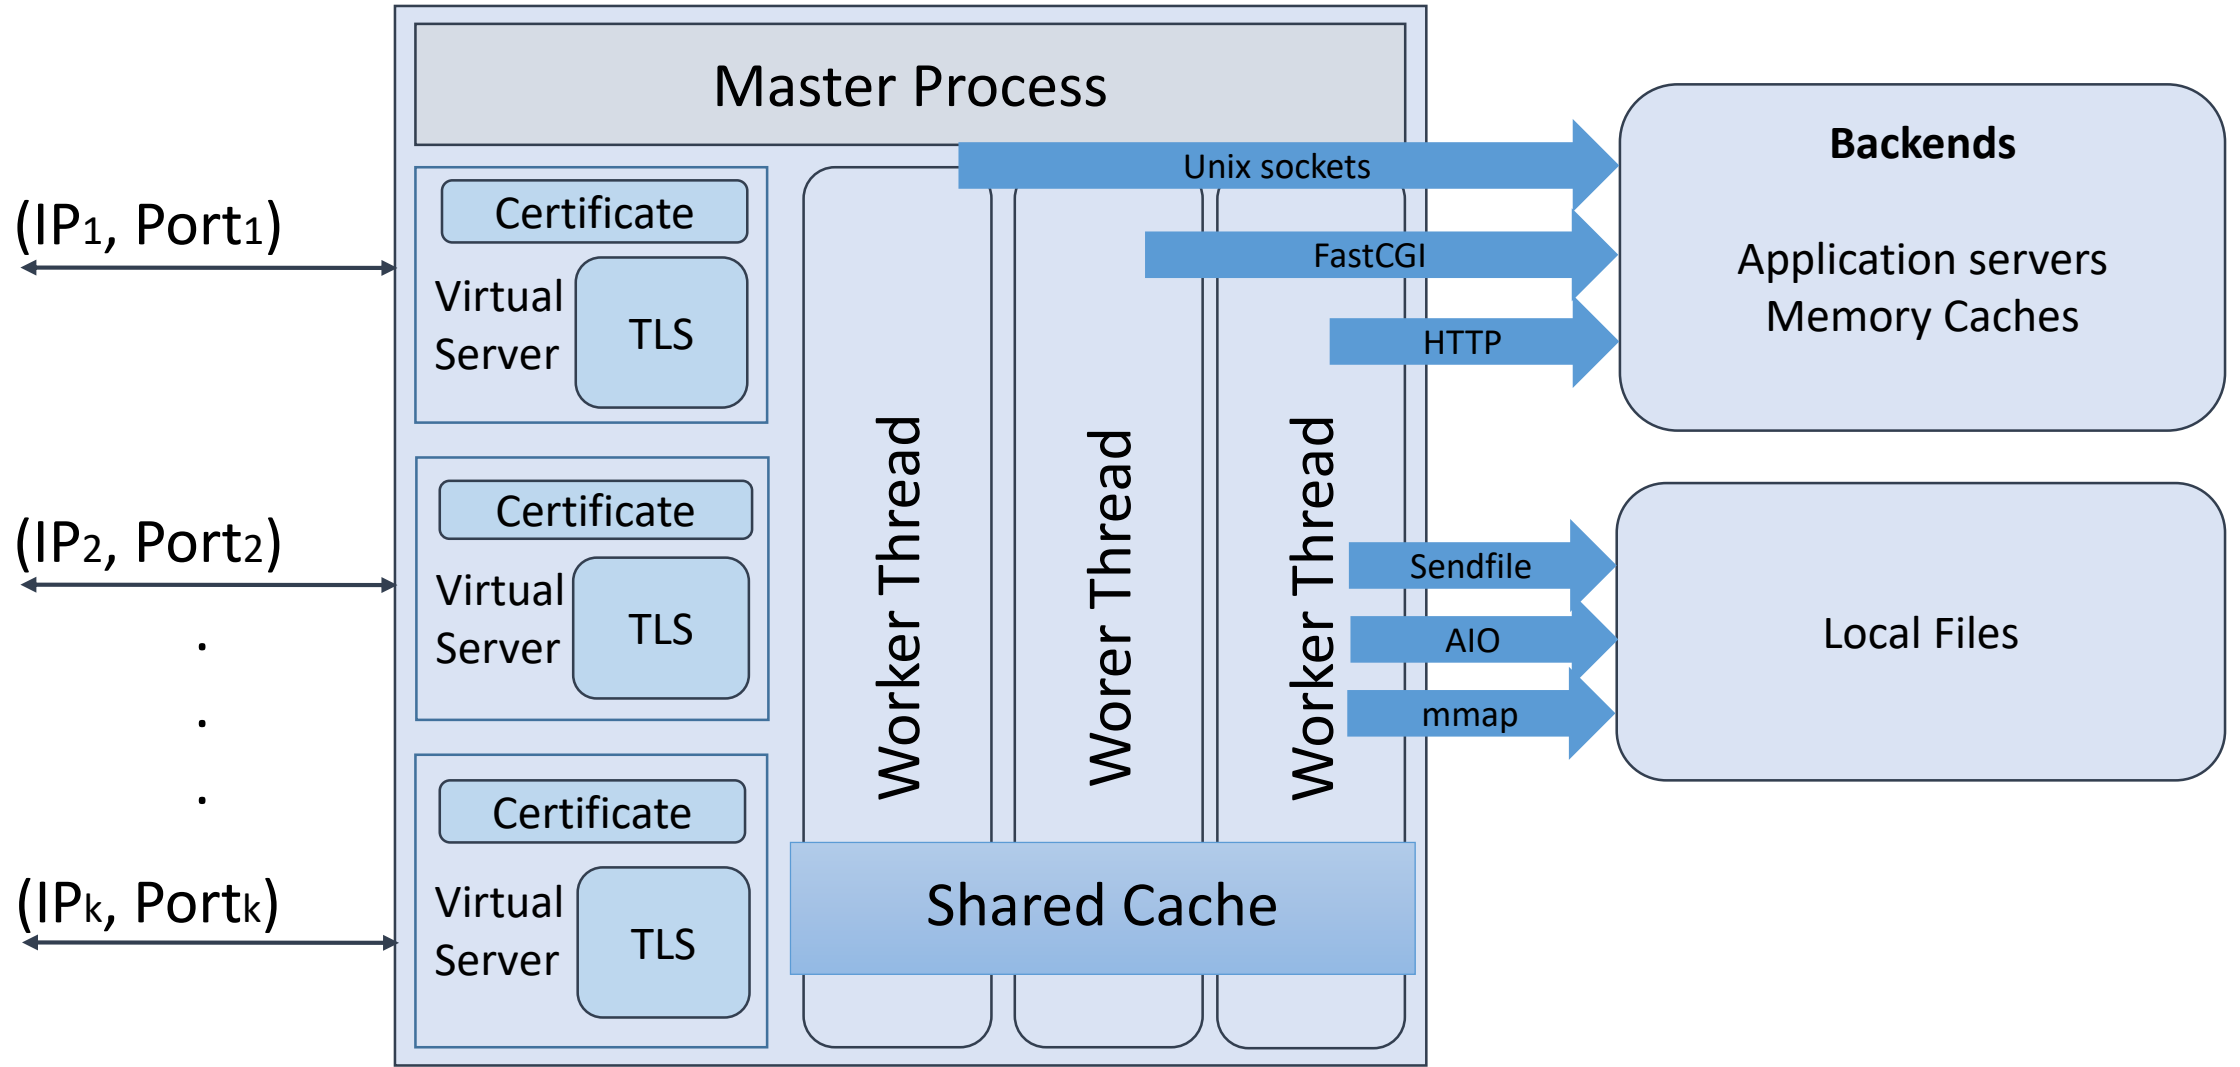 Master Process
(IP1, Port1)
Certificate
Virtual
Server
TLS
(IP2, Port2)
Certificate
Virtual
Server
TLS
.
.
.
(IPk, Portk)
Certificate
Virtual
Server
TLS
Worker Thread
Worer Thread
Worker Thread
Shared Cache
Unix sockets
FastCGI
HTTP
Backends
Application servers
Memory Caches
Sendfile
AIO
mmap
Local Files